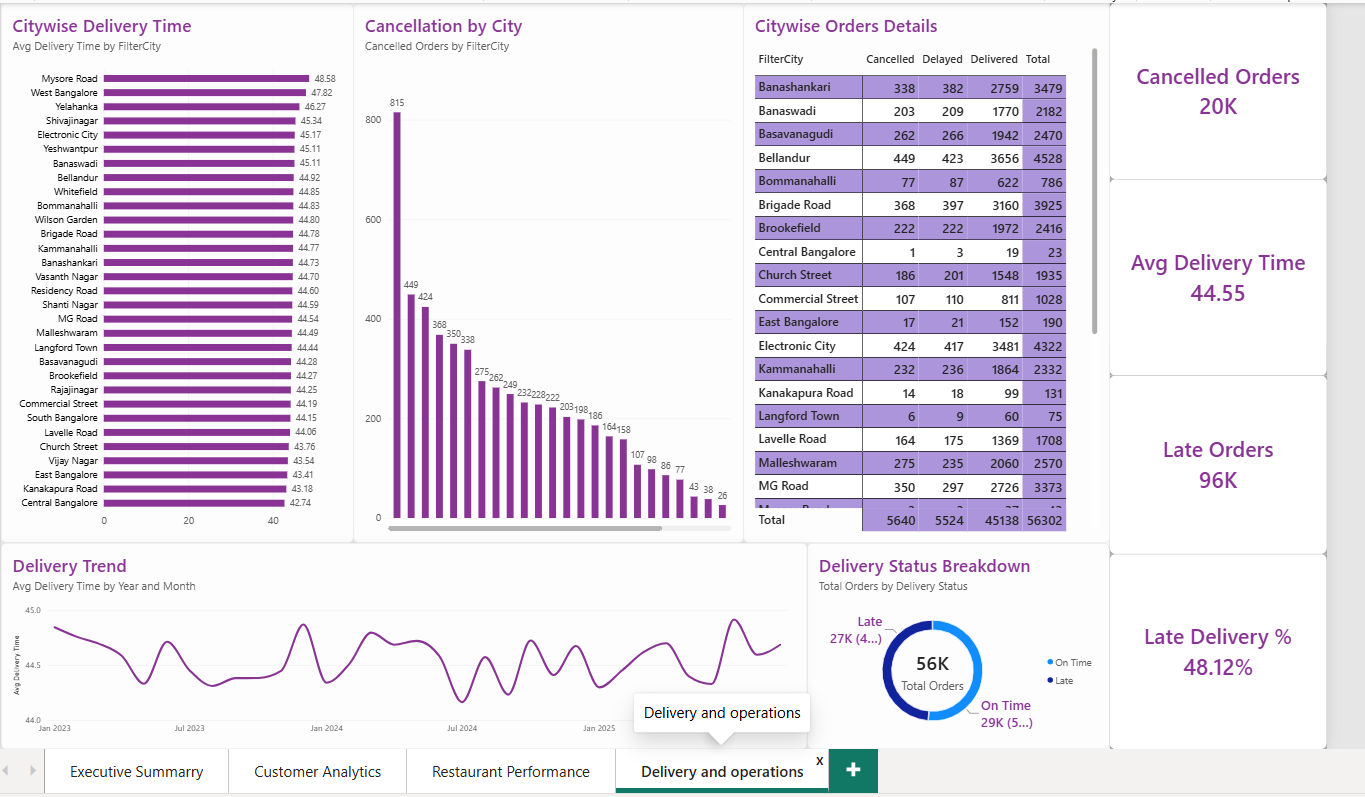 Citywise Delivery Time
Avg Delivery Time by FilterCity
Mysore Road 48.58
West Bangalore 47.82
Yelahanka 46.27
Shivajinagar 45.34
Electronic City 45.17
Yeshwantpur 45.11
Banaswadi 45.11
Bellandur 44.92
Whitefield 44.85
Bommanahalli 44.83
Wilson Garden 44.80
Brigade Road 44.78
Kammanahalli 44.77
Banashankari 44.73
Vasanth Nagar 44.70
Residency Road 44.60
Shanti Nagar 44.59
MG Road 44.54
Malleshwaram 44.49
Langford Town 44.44
Basavanagudi 44.28
Brookefield 44.27
Rajajinagar 44.25
Commercial Street 44.19
South Bangalore 44.15
Lavelle Road 44.06
Church Street 43.76
Vijay Nagar 43.54
East Bangalore 43.41
Kanakapura Road 43.18
Central Bangalore 42.74
0 20 40
Cancellation by City
Cancelled Orders by FilterCity
800
600
400
200
0
815 449 424 368 350 338 275 262 249 232 228 222 203 198 186 164 158 107 98 86 77 43 38 26
Citywise Orders Details
FilterCity Cancelled Delayed Delivered Total
Banashankari 338 382 2759 3479
Banaswadi 203 209 1770 2182
Basavanagudi 262 266 1942 2470
Bellandur 449 423 3656 4528
Bommanahalli 77 87 622 786
Brigade Road 368 397 3160 3925
Brookefield 222 222 1972 2416
Central Bangalore 1 3 19 23
Church Street 186 201 1548 1935
Commercial Street 107 110 811 1028
East Bangalore 17 21 152 190
Electronic City 424 417 3481 4322
Kammanahalli 232 236 1864 2332
Kanakapura Road 14 18 99 131
Langford Town 6 9 60 75
Lavelle Road 164 175 1369 1708
Malleshwaram 275 235 2060 2570
MG Road 350 297 2726 3373
Total 5640 5524 45138 56302
Cancelled Orders
20K
Avg Delivery Time
44.55
Late Orders
96K
Late Delivery %
48.12%
Delivery Trend
Avg Delivery Time by Year and Month
Avg Delivery Time
45.0
44.5
44.0
Jan 2023 Jul 2023 Jan 2024 Jul 2024 Jan 2025
Delivery and operations
Delivery Status Breakdown
Total Orders by Delivery Status
Late
27K (4...)
56K
Total Orders
On Time
29K (5...)
On Time
Late
Executive Summarry Customer Analytics Restaurant Performance Delivery and operations x +